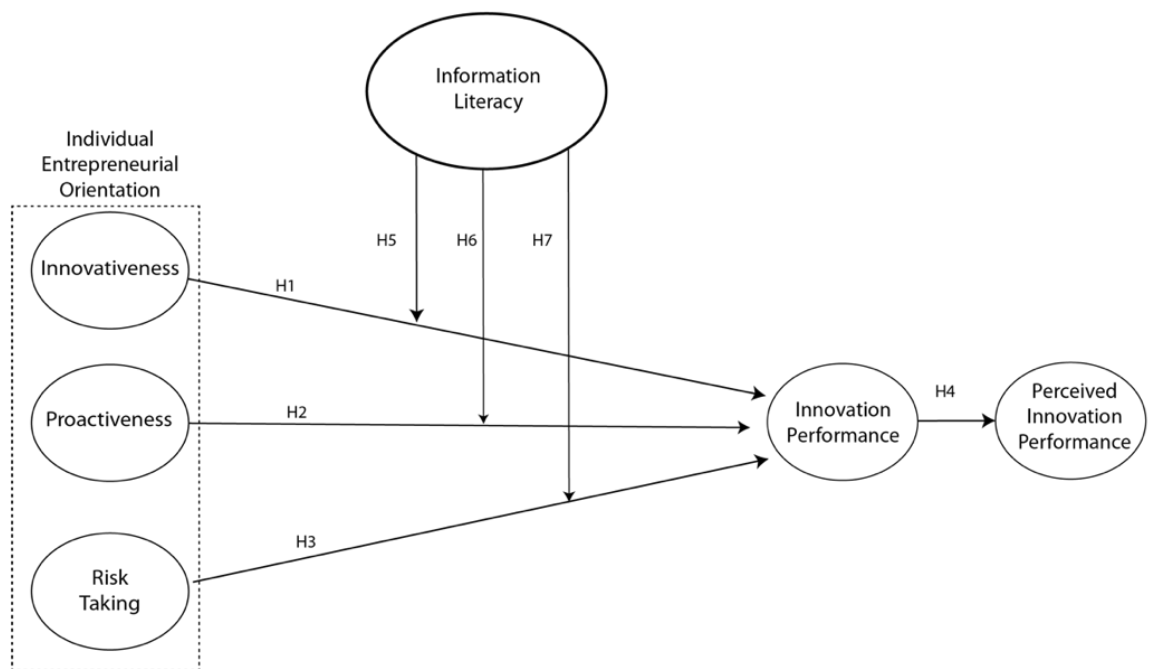 Information
Literacy
Individual
Entrepreneurial
Orientation
H5
H6
H7
Innovativeness
H1
Proactiveness
H2
Innovation
Performance
H4
Perceived
Innovation
Performance
H3
Risk
Taking